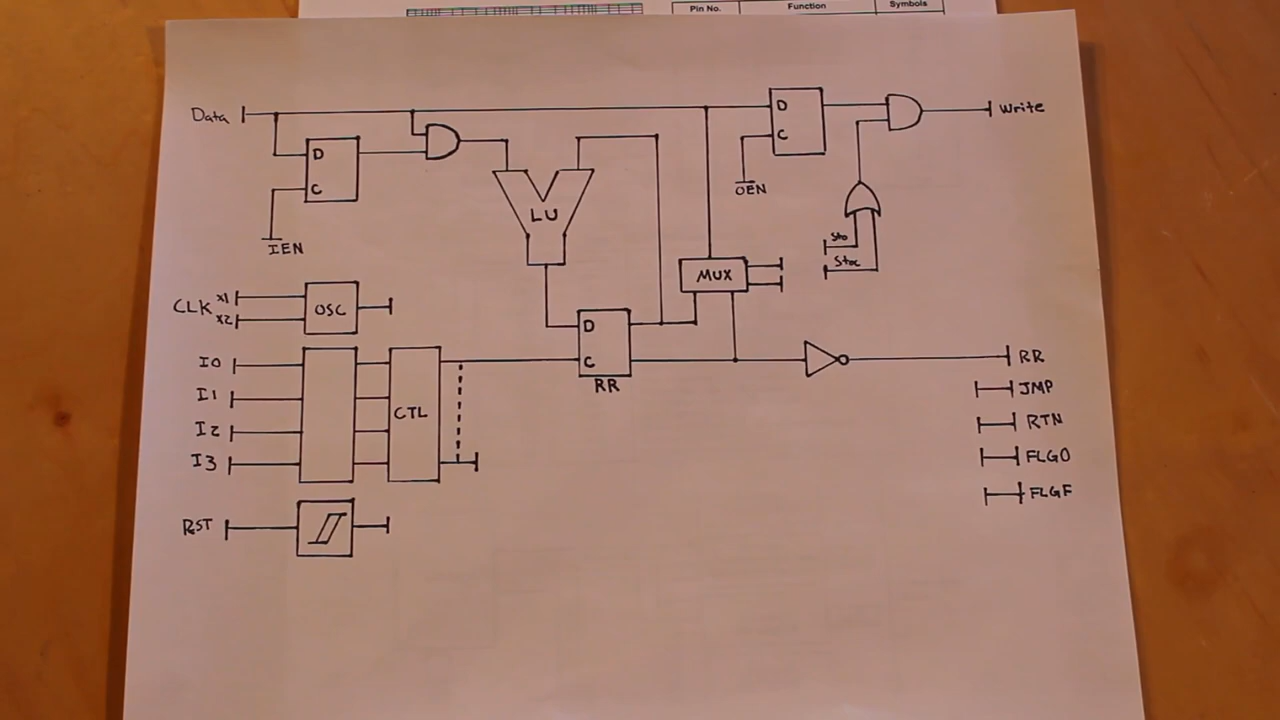 Pin No. Function Symbols
Data
D
C
IEN
LU
D
C
OEN
Write
Sto
Stoc
MUX
CLK X1
X2
OSC
D
C
RR
I0
I1
I2
I3
CTL
RR
JMP
RTN
FLGO
FLGF
RST